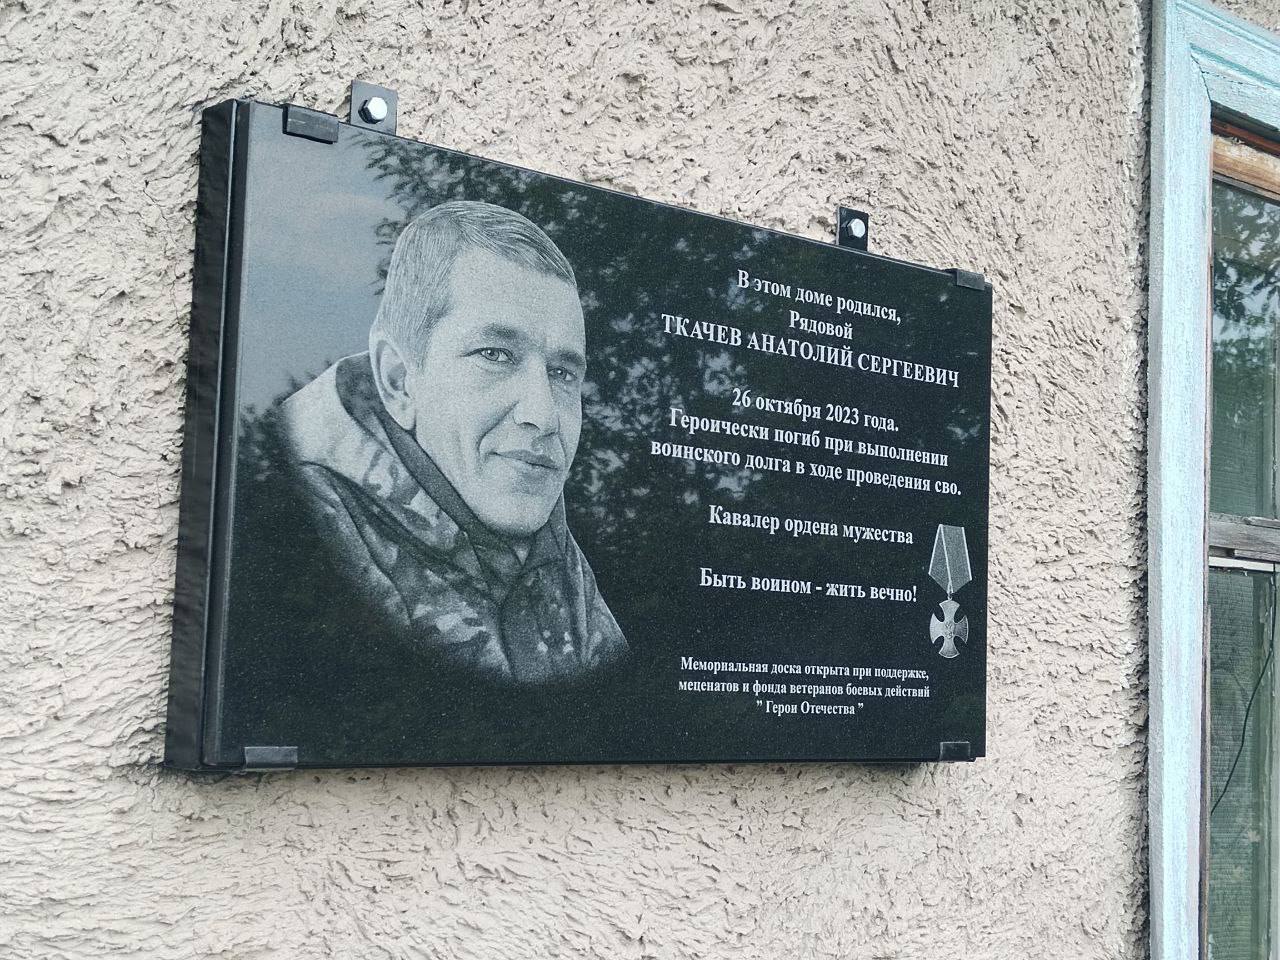 В этом доме родился,
Рядовой
ТКАЧЕВ АНАТОЛИЙ СЕРГЕЕВИЧ
26 октября 2023 года.
Героически погиб при выполнении
воинского долга в ходе проведения сво.
Кавалер ордена мужества
Быть воином - жить вечно!
Мемориальная доска открыта при поддержке,
меценатов и фонда ветеранов боевых действий
" Герои Отечества "